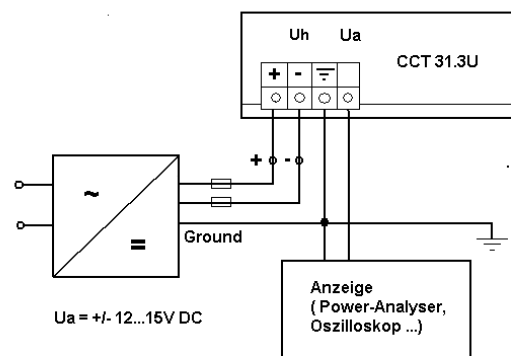 Uh Ua
CCT 31.3U
+ -
+ -
~
=
Ground
Anzeige
( Power-Analyser,
Oszilloskop ...)
Ua = +/- 12...15V DC